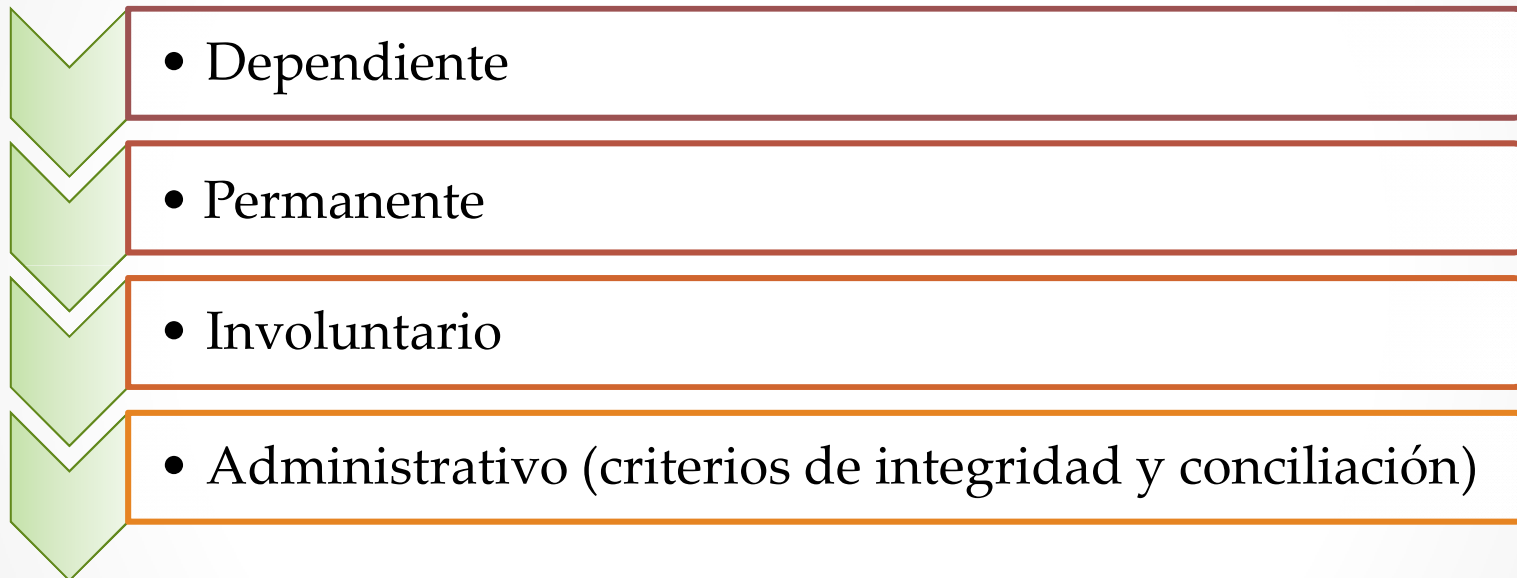 • Dependiente
• Permanente
• Involuntario
• Administrativo (criterios de integridad y conciliación)